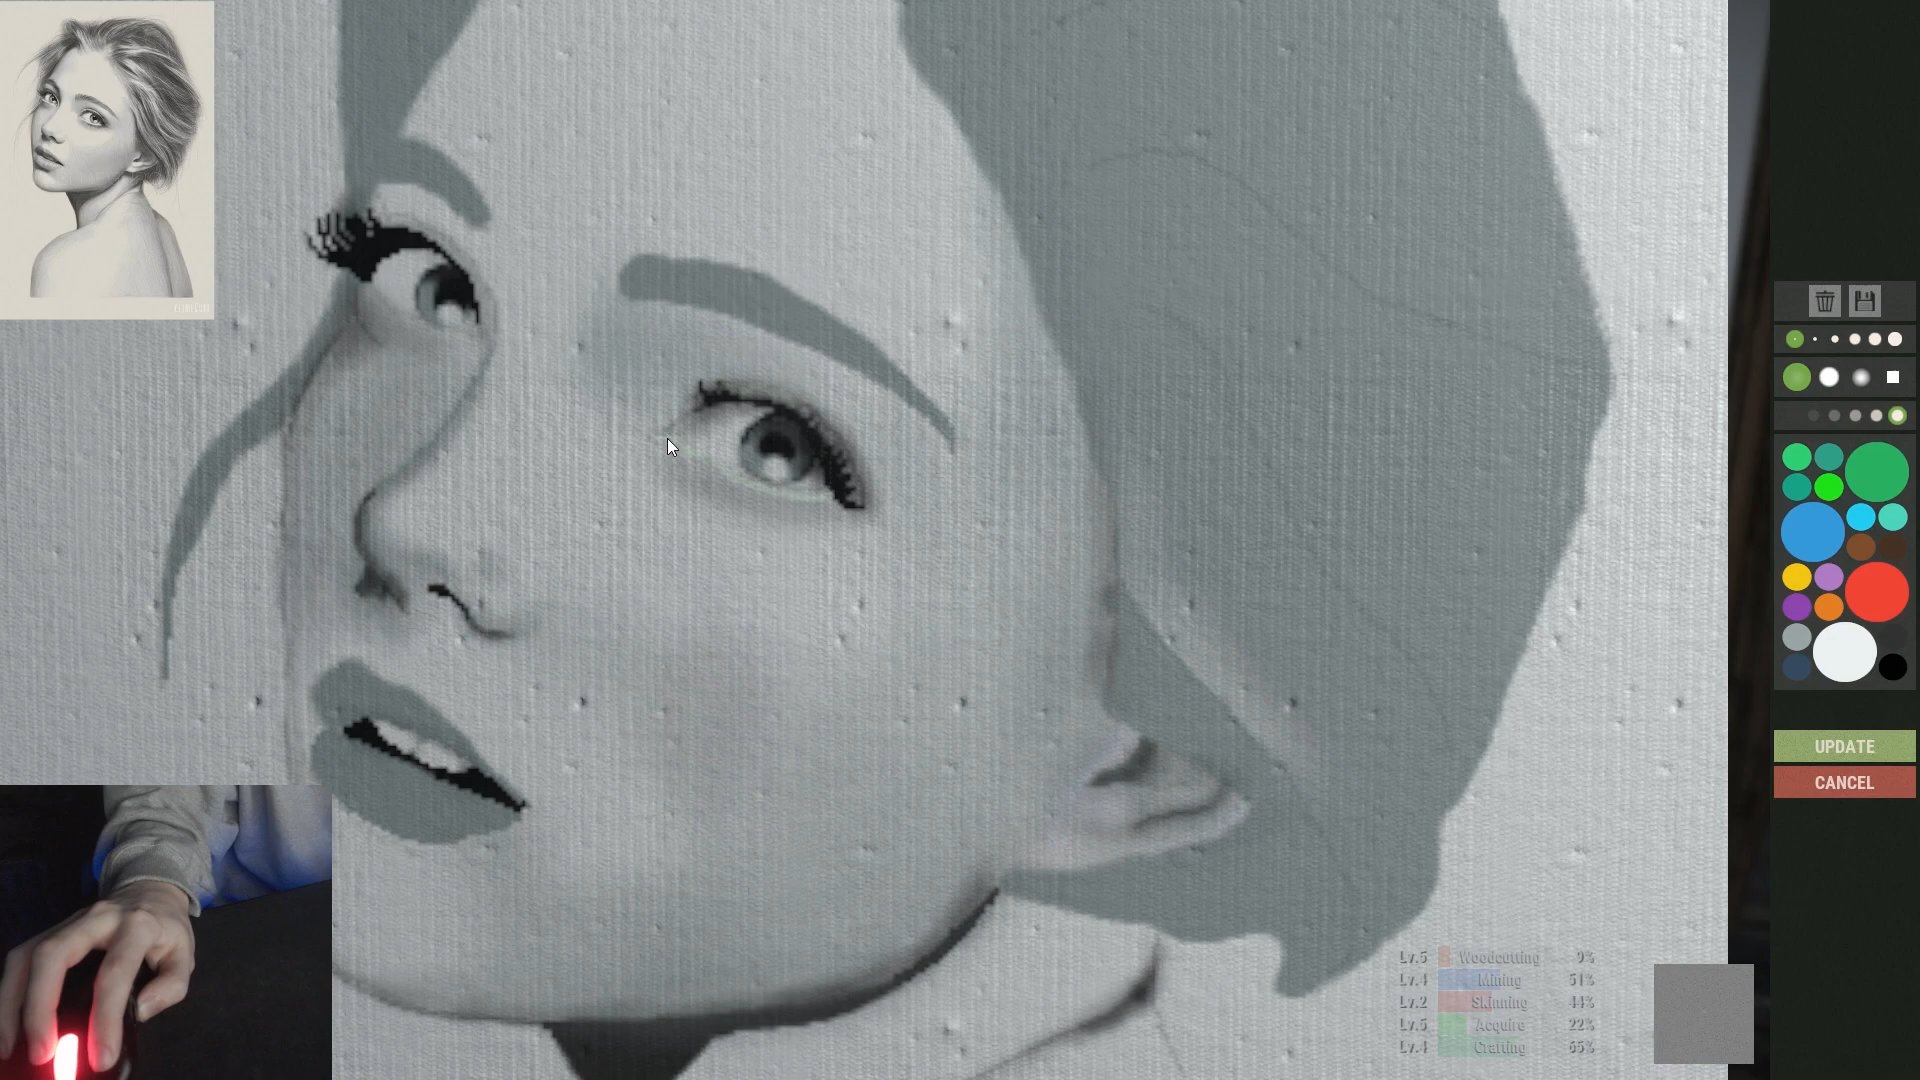 UPDATE
CANCEL
Lv.5 Woodcutting 9%
Lv.4 Mining 51%
Lv.2 Skinning 44%
Lv.5 Acquire 22%
Lv.4 Crafting 65%